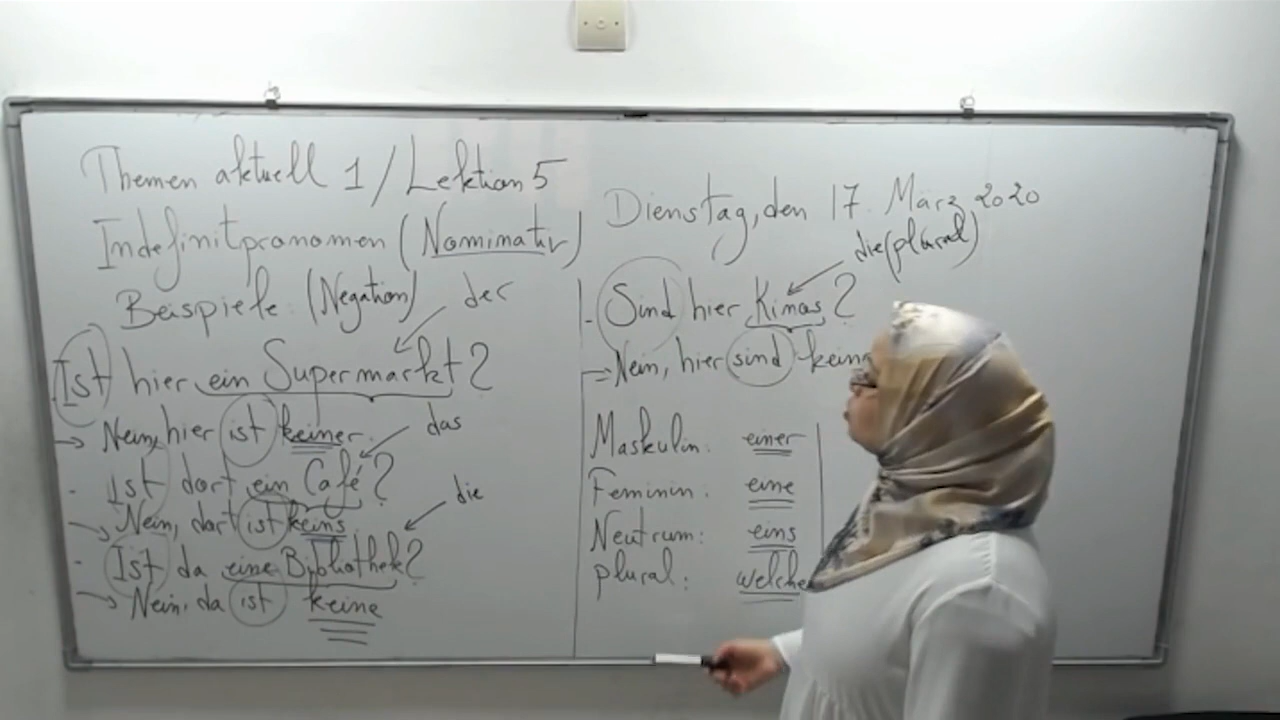 Themen aktuell 1 / Lektion 5
Indefinitpronomen (Nominativ)
Beispiele: (Negation)
der
Ist hier ein Supermarkt?
→ Nein, hier ist keiner.
das
- Ist dort ein Café?
→ Nein, dort ist keins
die
- Ist da eine Bibliothek?
→ Nein, da ist keine
Dienstag, den 17. März 2020
die (plural)
- Sind hier Kinos?
→ Nein, hier sind
Maskulin: einer
Feminin: eine
Neutrum: eins
plural: welche